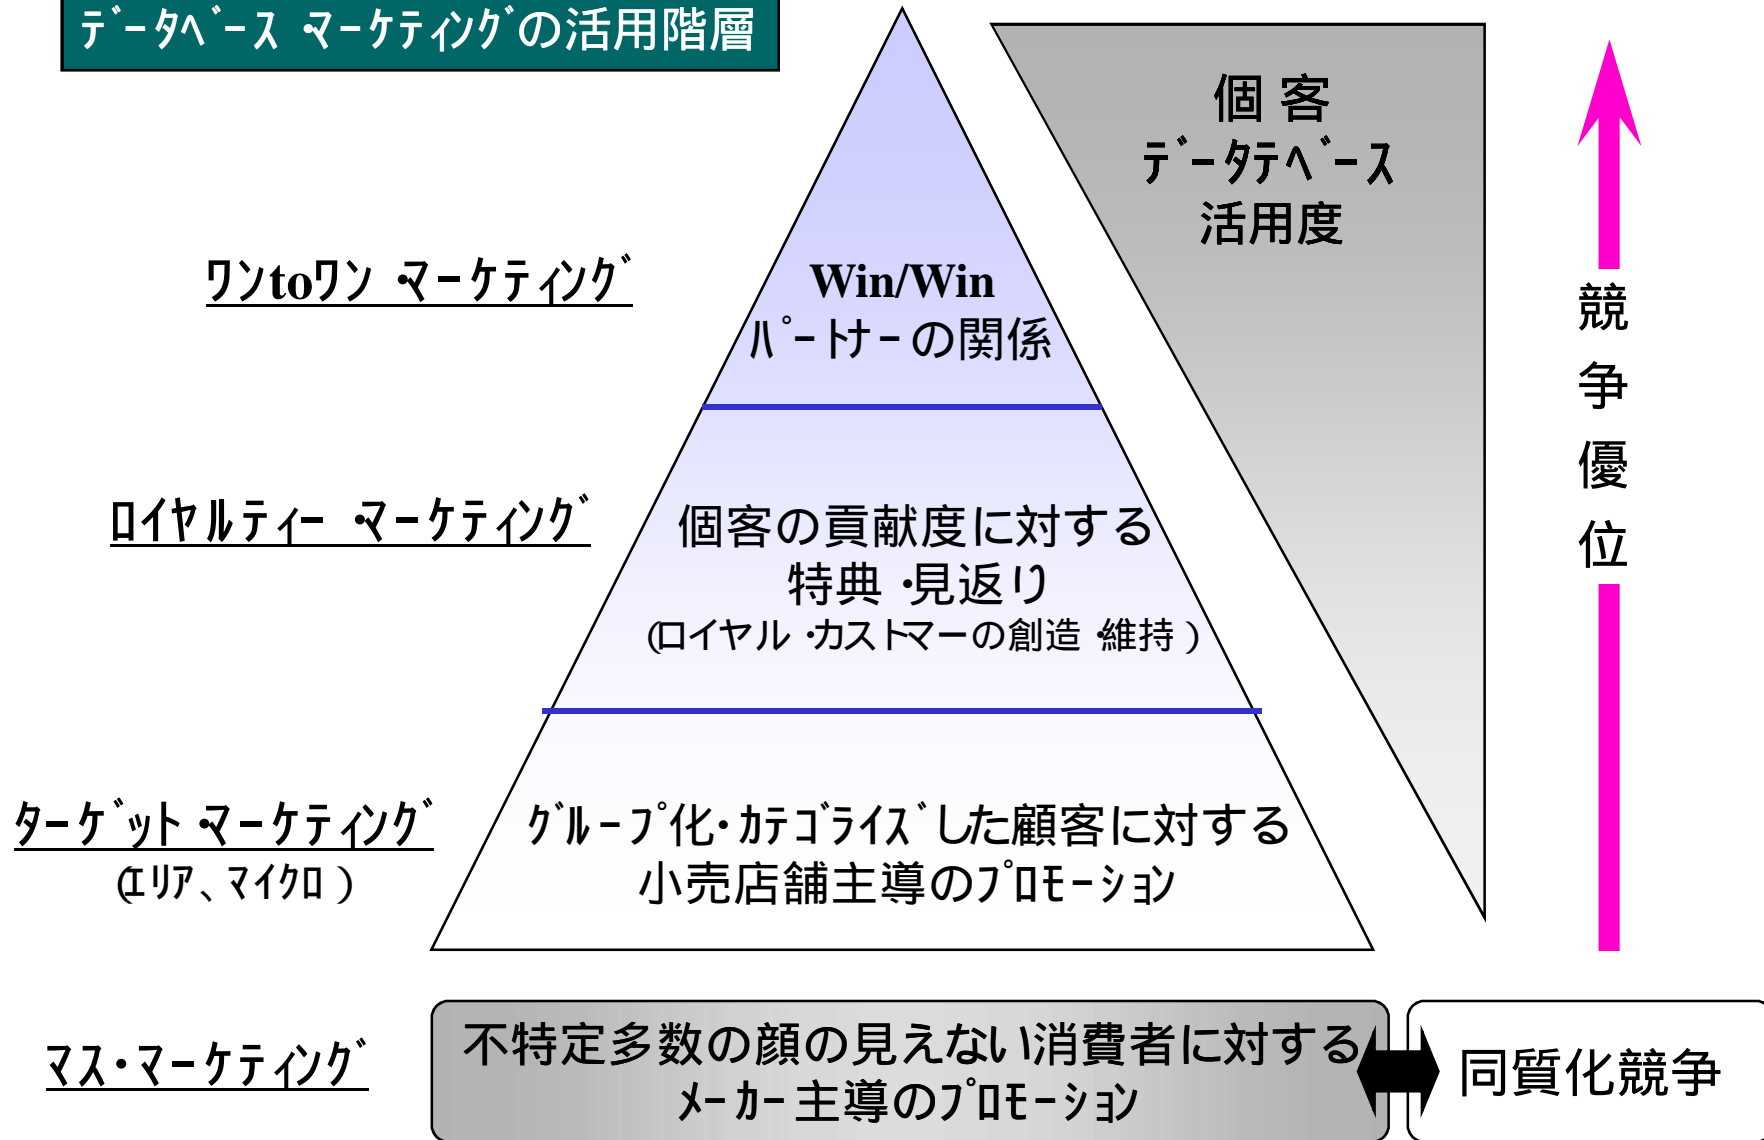 ﾃﾞｰﾀﾍﾞｰｽ・ﾏｰｹﾃｨﾝｸﾞの活用階層
個 客
ﾃﾞｰﾀﾃﾍﾞｰｽ
活用度
ﾜﾝtoﾜﾝ・ﾏｰｹﾃｨﾝｸﾞ
Win/Win
ﾊﾟｰﾄﾅｰの関係
ﾛｲﾔﾙﾃｨｰ・ﾏｰｹﾃｨﾝｸﾞ
個客の貢献度に対する
特典・見返り
(ロイヤル・カストマーの創造・維持)
ﾀｰｹﾞｯﾄ・ﾏｰｹﾃｨﾝｸﾞ
(ｴﾘｱ、ﾏｲｸﾛ)
ｸﾞﾙｰﾌﾟ化・ｶﾃｺﾞﾗｲｽﾞした顧客に対する
小売店舗主導のﾌﾟﾛﾓｰｼｮﾝ
競
争
優
位
ﾏｽ・ﾏｰｹﾃｨﾝｸﾞ
不特定多数の顔の見えない消費者に対する
ﾒｰｶｰ主導のﾌﾟﾛﾓｰｼｮﾝ
同質化競争